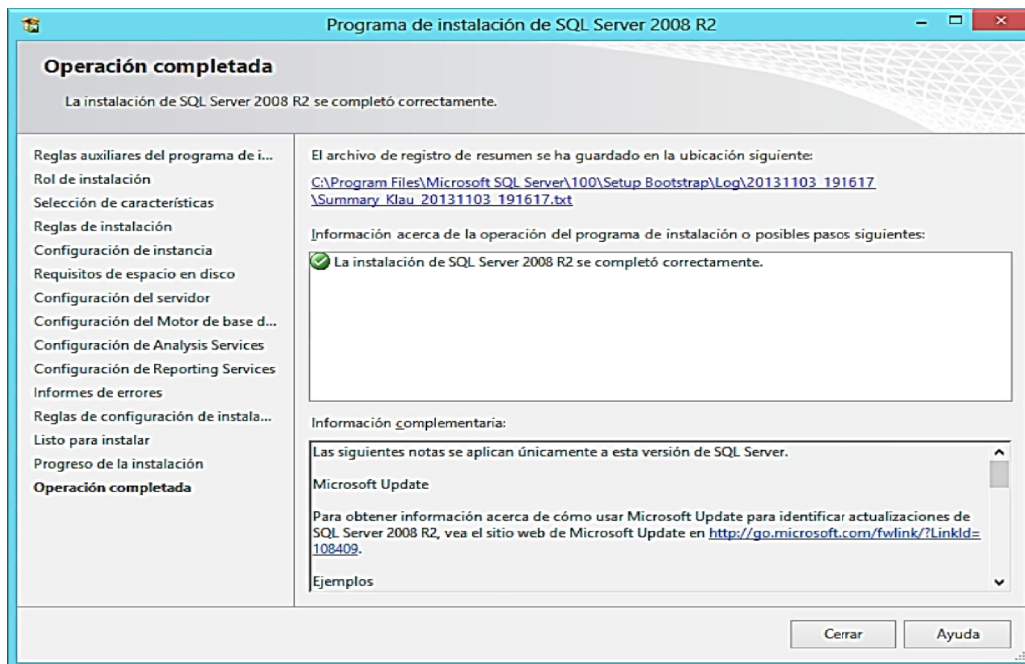 Programa de instalación de SQL Server 2008 R2
Operación completada
La instalación de SQL Server 2008 R2 se completó correctamente.
Reglas auxiliares del programa de i...
Rol de instalación
Selección de características
Reglas de instalación
Configuración de instancia
Requisitos de espacio en disco
Configuración del servidor
Configuración del Motor de base d...
Configuración de Analysis Services
Configuración de Reporting Services
Informes de errores
Reglas de configuración de instala...
Listo para instalar
Progreso de la instalación
Operación completada
El archivo de registro de resumen se ha guardado en la ubicación siguiente:
C:\Program Files\Microsoft SQL Server\100\Setup Bootstrap\Log\20131103_191617
\Summary_Klau_20131103_191617.txt
Información acerca de la operación del programa de instalación o posibles pasos siguientes:
La instalación de SQL Server 2008 R2 se completó correctamente.
Información complementaria:
Las siguientes notas se aplican únicamente a esta versión de SQL Server.
Microsoft Update
Para obtener información acerca de cómo usar Microsoft Update para identificar actualizaciones de
SQL Server 2008 R2, vea el sitio web de Microsoft Update en http://go.microsoft.com/fwlink/?LinkId=
108409.
Ejemplos
Cerrar
Ayuda